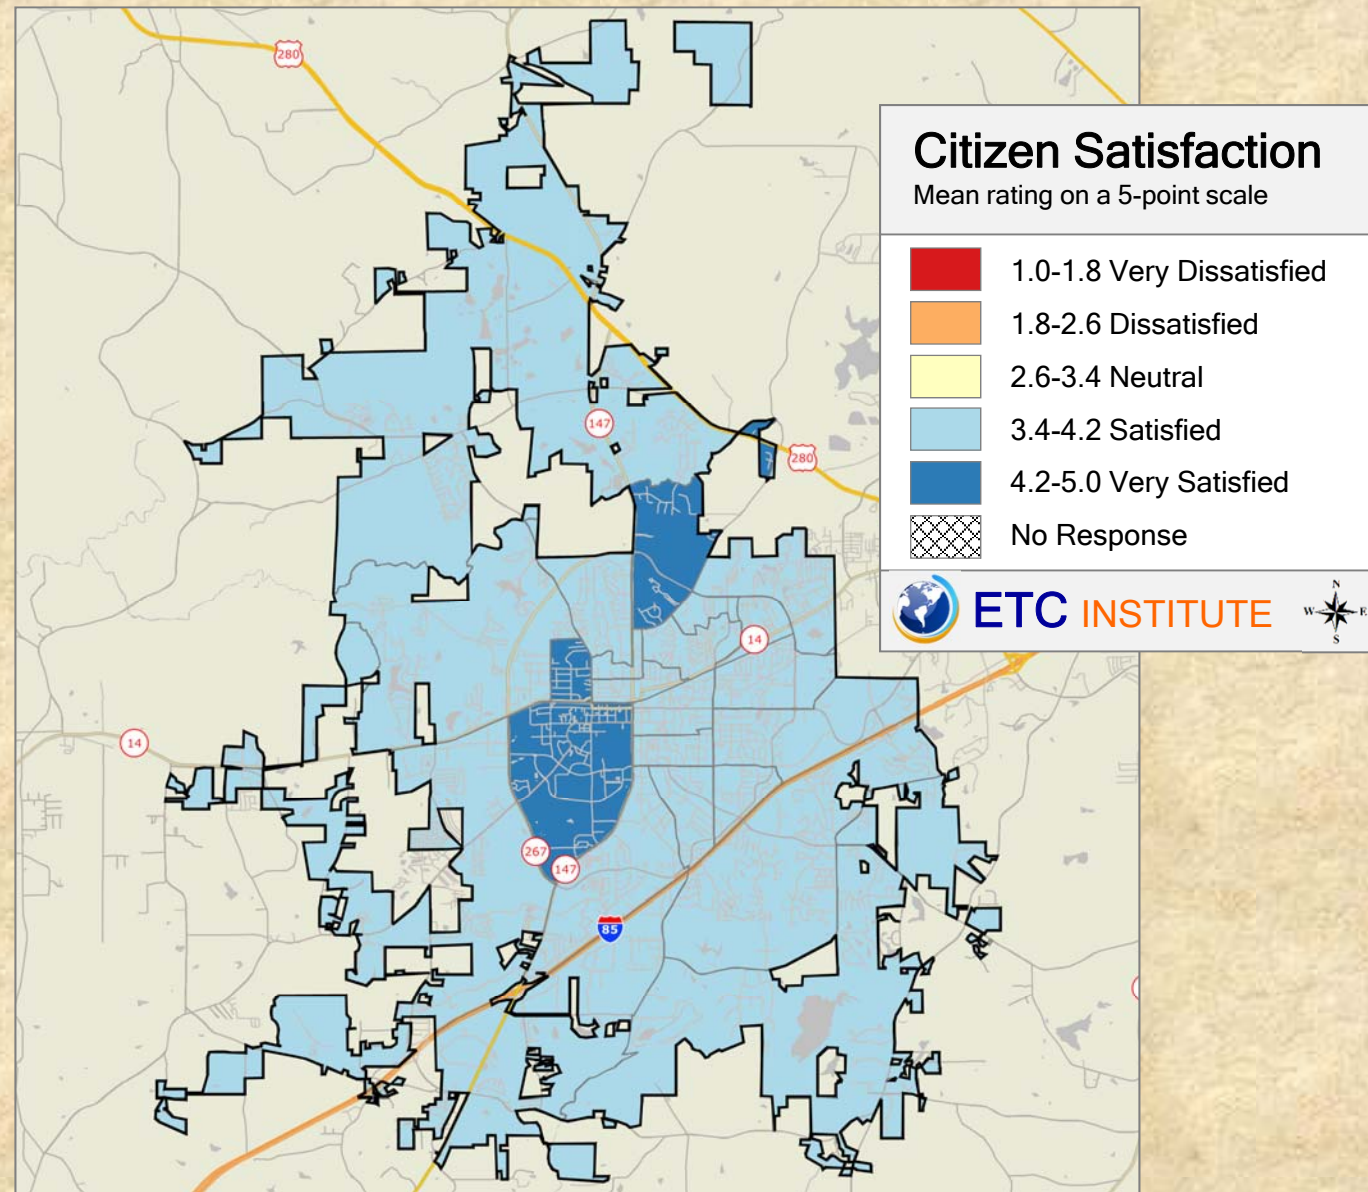 280
Citizen Satisfaction
Mean rating on a 5-point scale
1.0-1.8 Very Dissatisfied
1.8-2.6 Dissatisfied
2.6-3.4 Neutral
147
3.4-4.2 Satisfied
280
4.2-5.0 Very Satisfied
No Response
ETC INSTITUTE
N
W
E
S
14
14
267
147
85